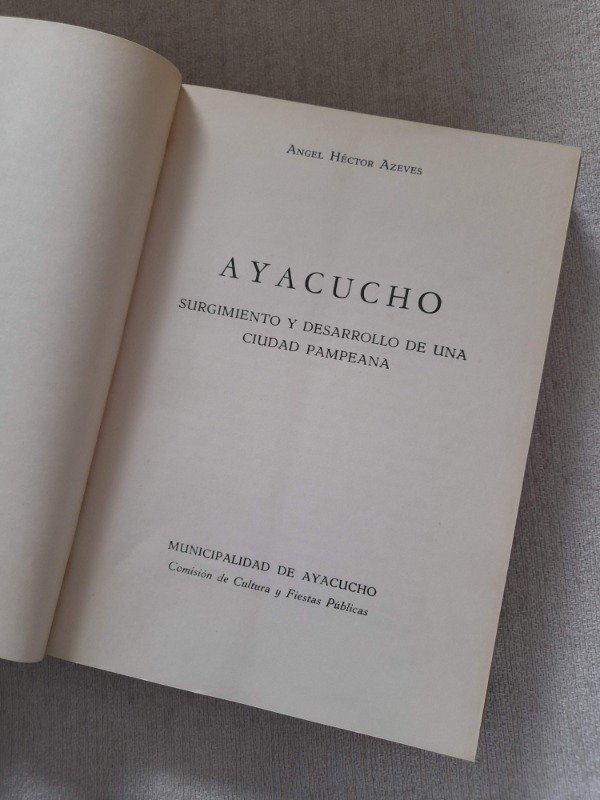 Angel Héctor Azeves
AYACUCHO
SURGIMIENTO Y DESARROLLO DE UNA
CIUDAD PAMPEANA
MUNICIPALIDAD DE AYACUCHO
Comisión de Cultura y Fiestas Públicas